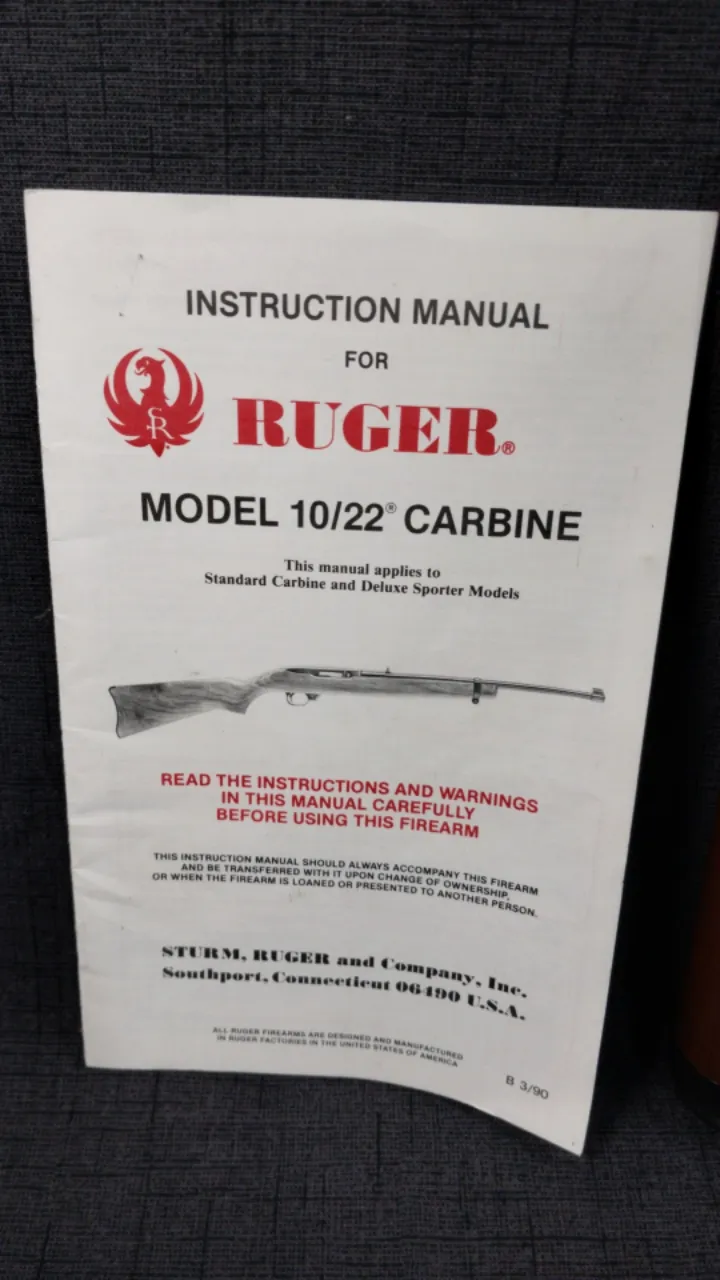 INSTRUCTION MANUAL
FOR
SR
RUGER®
MODEL 10/22® CARBINE
This manual applies to
Standard Carbine and Deluxe Sporter Models
READ THE INSTRUCTIONS AND WARNINGS
IN THIS MANUAL CAREFULLY
BEFORE USING THIS FIREARM
THIS INSTRUCTION MANUAL SHOULD ALWAYS ACCOMPANY THIS FIREARM
AND BE TRANSFERRED WITH IT UPON CHANGE OF OWNERSHIP,
OR WHEN THE FIREARM IS LOANED OR PRESENTED TO ANOTHER PERSON.
STURM, RUGER and Company, Inc.
Southport, Connecticut 06490 U.S.A.
ALL RUGER FIREARMS ARE DESIGNED AND MANUFACTURED
IN RUGER FACTORIES IN THE UNITED STATES OF AMERICA
B 3/90